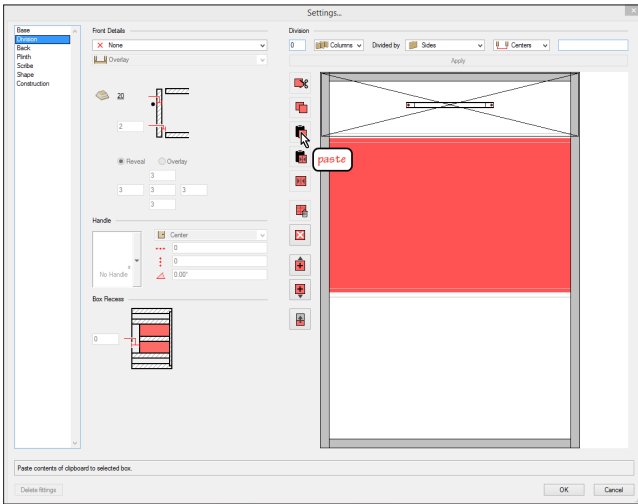 Settings...
Base
Division
Back
Plinth
Scribe
Shape
Construction
Front Details
None
Overlay
20
2
Reveal
Overlay
3
3 3 3
3
Handle
No Handle
Center
0
0
0.00°
Box Recess
0
Division
0
Columns
Divided by
Sides
Centers
Apply
paste
Paste contents of clipboard to selected box.
Delete fittings
OK
Cancel